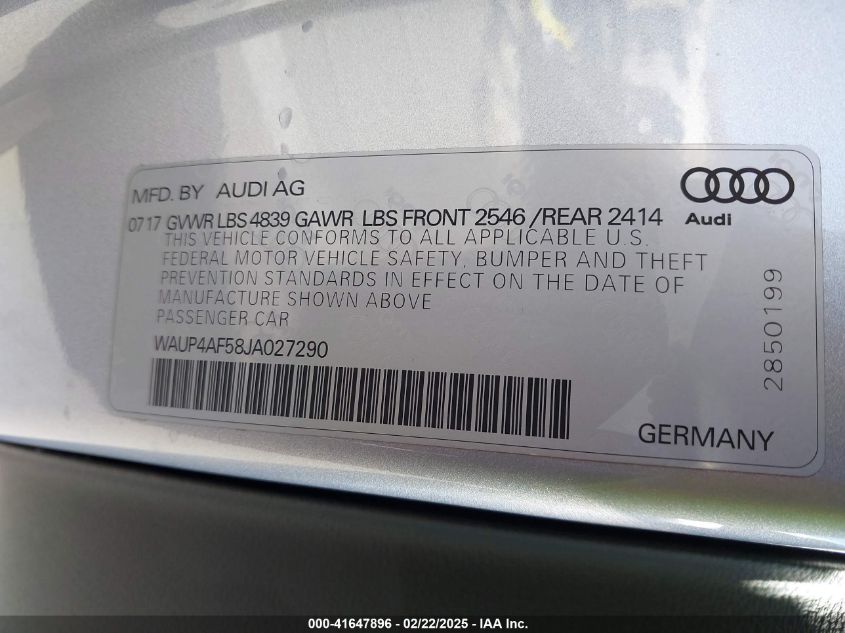 MFD. BY AUDI AG
0717 GVWR LBS 4839 GAWR LBS FRONT 2546 /REAR 2414
Audi
THIS VEHICLE CONFORMS TO ALL APPLICABLE U.S.
FEDERAL MOTOR VEHICLE SAFETY, BUMPER AND THEFT
PREVENTION STANDARDS IN EFFECT ON THE DATE OF
MANUFACTURE SHOWN ABOVE
PASSENGER CAR
WAUP4AF58JA027290
2850199
GERMANY
000-41647896 - 02/22/2025 - IAA Inc.